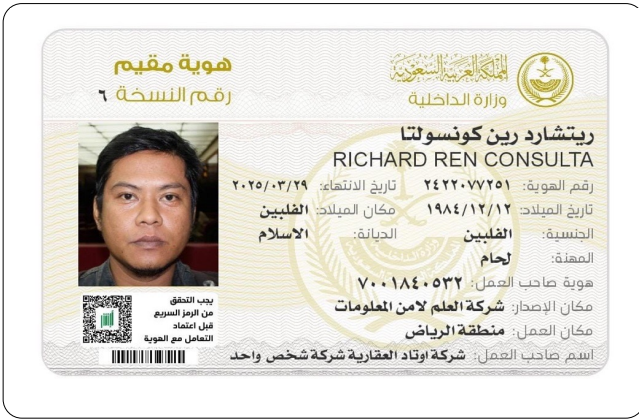 المملكة العربية السعودية
وزارة الداخلية
هوية مقيم
رقم النسخة ٦
ريتشارد رين كونسولتا
RICHARD REN CONSULTA
رقم الهوية: ٢٤٢٢٠٧٧٢٥١ تاريخ الانتهاء: ٢٠٢٥/٠٣/٢٩
تاريخ الميلاد: ١٩٨٤/١٢/١٢ مكان الميلاد: الفلبين
الجنسية: الفلبين الديانة: الاسلام
المهنة: لحام
هوية صاحب العمل: ٧٠٠١٨٤٠٥٣٢
مكان الإصدار: شركة العلم لامن المعلومات
مكان العمل: منطقة الرياض
اسم صاحب العمل: شركة اوتاد العقارية شركة شخص واحد
يجب التحقق
من الرمز السريع
قبل اعتماد
التعامل مع الهوية